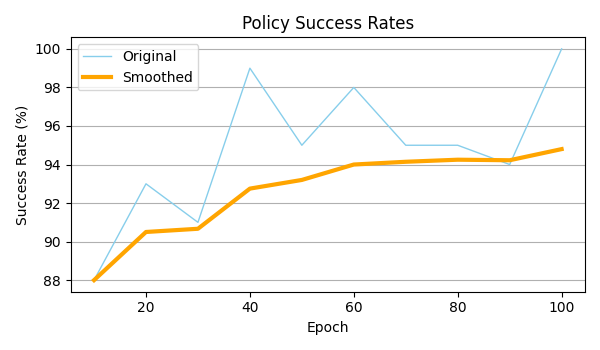 Policy Success Rates
Original
Smoothed
Success Rate (%)
100
98
96
94
92
90
88
20
40
60
80
100
Epoch